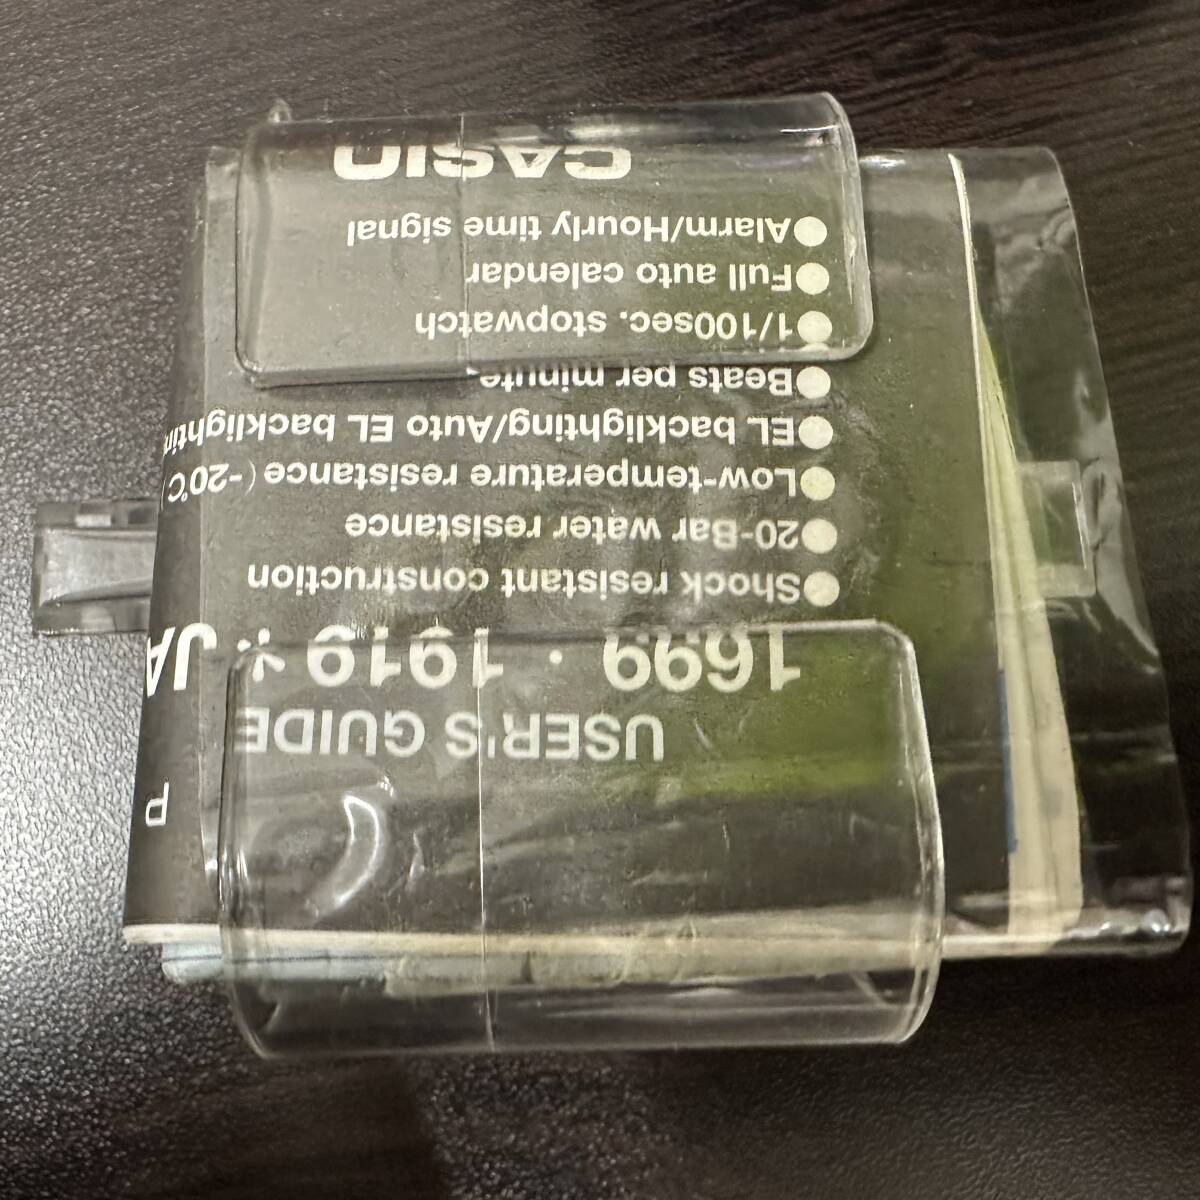 P
USER'S GUIDE
1699 · 1919 ※ JA
●Shock resistant construction
●20-Bar water resistance
●Low-temperature resistance (-20°C)
●EL backlighting/Auto EL backlighting
●Beats per minute
●1/100sec. stopwatch
●Full auto calendar
●Alarm/Hourly time signal
CASIO